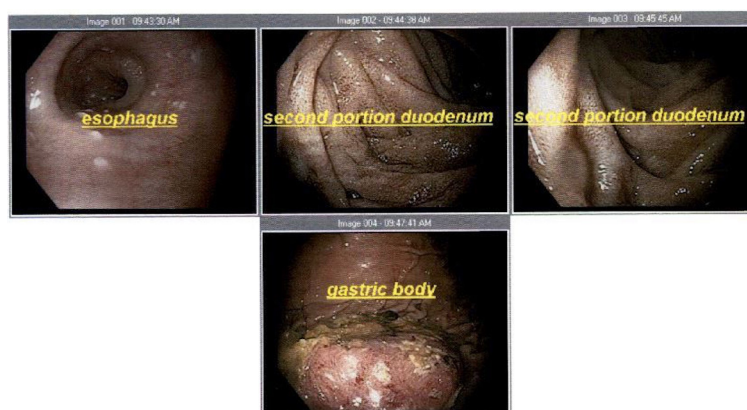 Image 001 - 09:43:30 AM
Image 002 - 09:44:38 AM
Image 003 - 09:45:45 AM
esophagus
second portion duodenum
second portion duodenum
Image 004 - 09:47:41 AM
gastric body